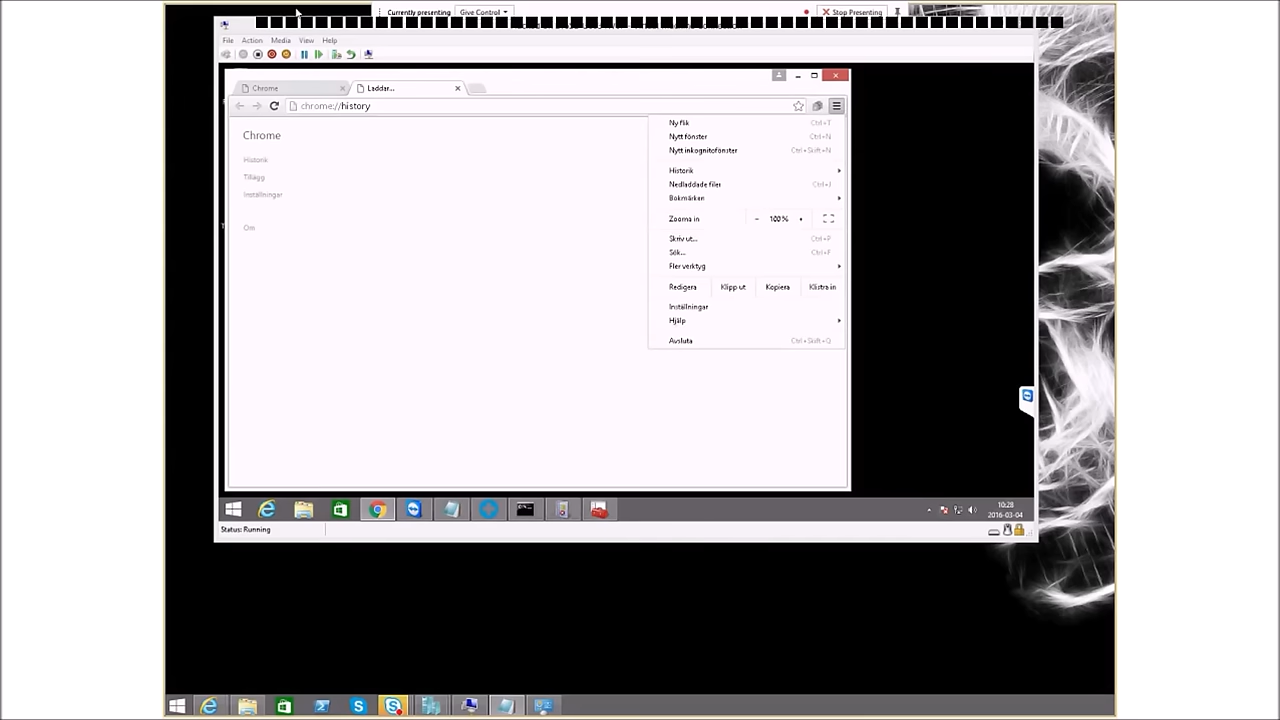 Currently presenting Give Control Stop Presenting
File Action Media View Help
Chrome Laddar...
chrome://history
Chrome
Historik
Tillägg
Inställningar
Om
Ny flik Ctrl+T
Nytt fönster Ctrl+N
Nytt inkognitofönster Ctrl+Skift+N
Historik
Nedladdade filer Ctrl+J
Bokmärken
Zooma in − 100% +
Skriv ut... Ctrl+P
Sök... Ctrl+F
Fler verktyg
Redigera Klipp ut Kopiera Klistra in
Inställningar
Hjälp
Avsluta Ctrl+Skift+Q
10:28
2016-03-04
Status: Running